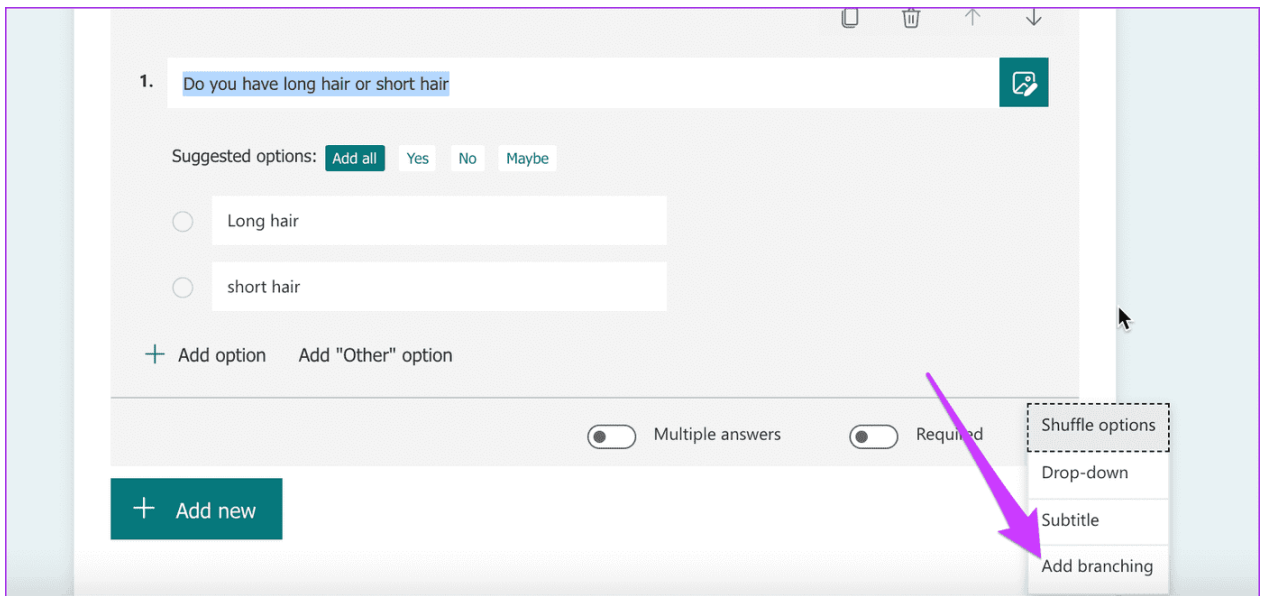 1. Do you have long hair or short hair
Suggested options: Add all Yes No Maybe
Long hair
short hair
Add option Add "Other" option
Multiple answers Required
Shuffle options
Drop-down
Subtitle
Add branching
Add new